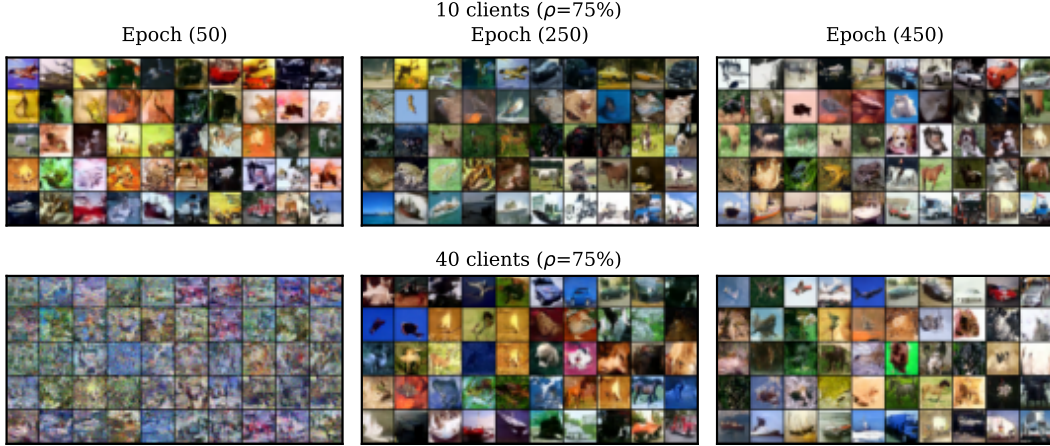 10 clients (ρ=75%)
Epoch (50) Epoch (250) Epoch (450)
40 clients (ρ=75%)